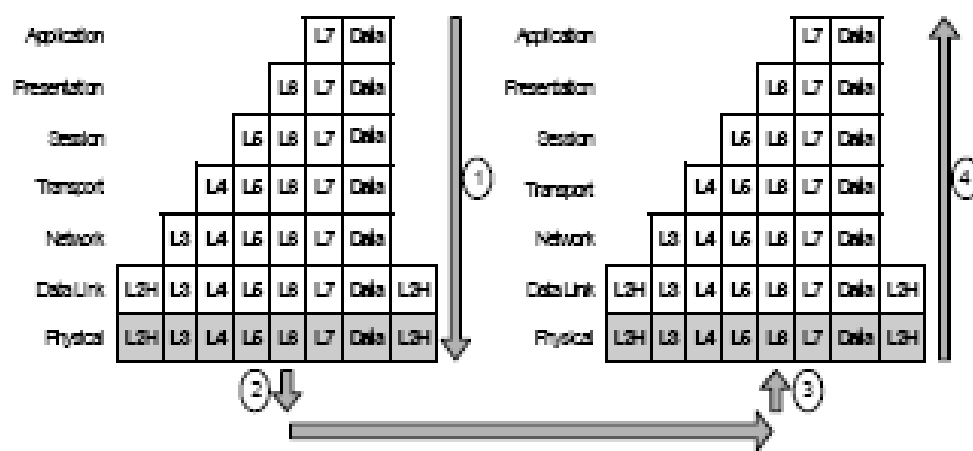 Application L7 Data
Presentation L6 L7 Data
Session L5 L6 L7 Data
Transport L4 L5 L6 L7 Data
Network L3 L4 L5 L6 L7 Data
Data Link L2H L3 L4 L5 L6 L7 Data L2H
Physical L2H L3 L4 L5 L6 L7 Data L2H
1
2
Application L7 Data
Presentation L6 L7 Data
Session L5 L6 L7 Data
Transport L4 L5 L6 L7 Data
Network L3 L4 L5 L6 L7 Data
Data Link L2H L3 L4 L5 L6 L7 Data L2H
Physical L2H L3 L4 L5 L6 L7 Data L2H
4
3